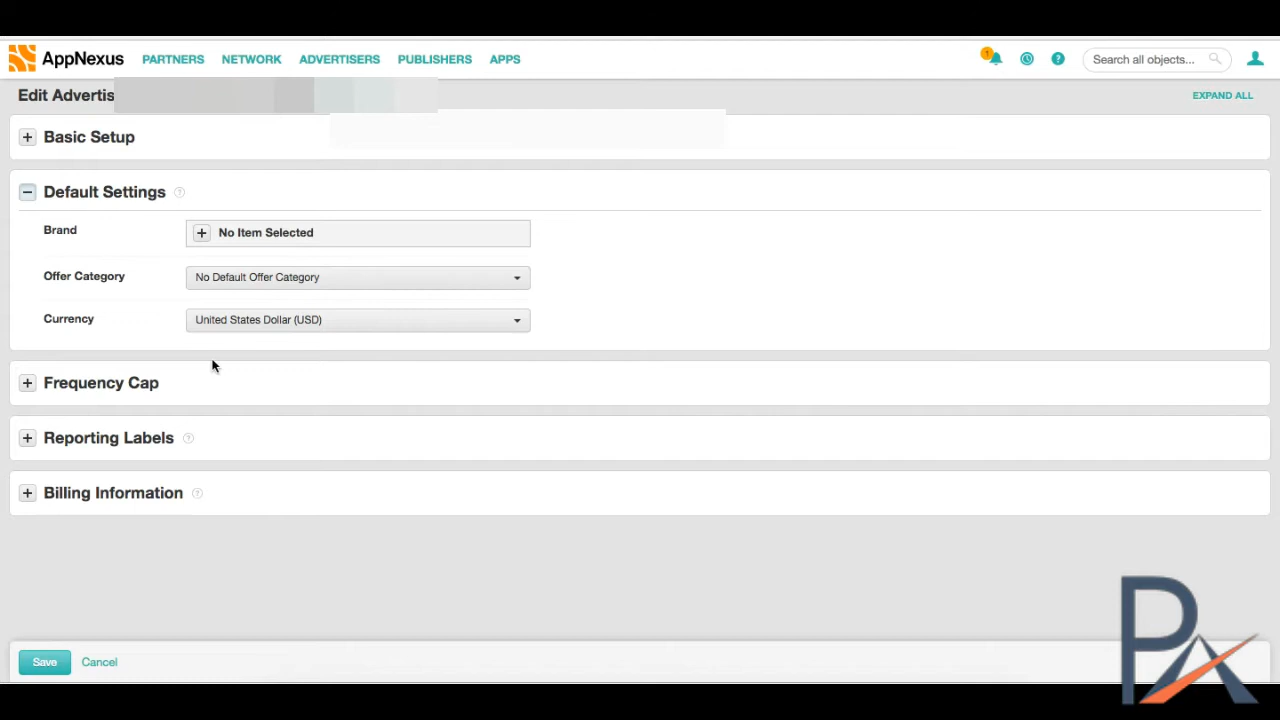 AppNexus PARTNERS NETWORK ADVERTISERS PUBLISHERS APPS 1 ? Search all objects...
Edit Advertis
EXPAND ALL
Basic Setup
Default Settings ?
Brand No Item Selected
Offer Category No Default Offer Category
Currency United States Dollar (USD)
Frequency Cap
Reporting Labels ?
Billing Information ?
Save Cancel
PA